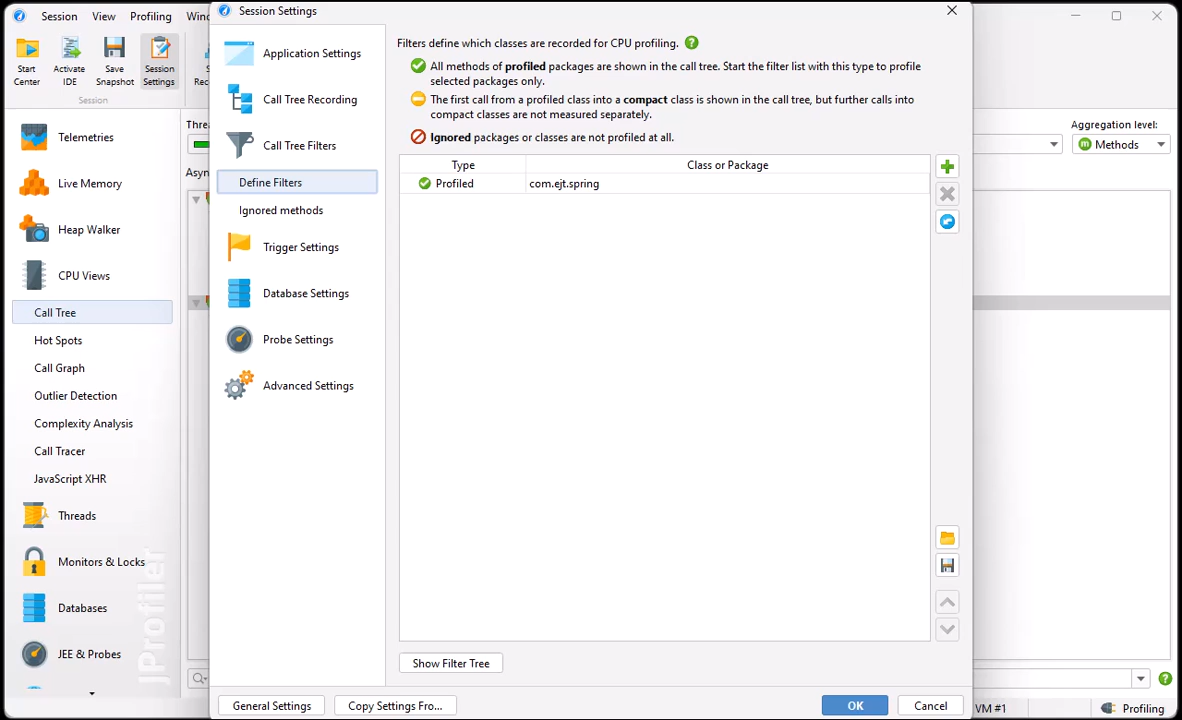 Session
View
Profiling
Start
Center
Activate
IDE
Save
Snapshot
Session
Settings
Session
Telemetries
Live Memory
Heap Walker
CPU Views
Call Tree
Hot Spots
Call Graph
Outlier Detection
Complexity Analysis
Call Tracer
JavaScript XHR
Threads
Monitors & Locks
Databases
JEE & Probes
JProfiler
Session Settings
Application Settings
Call Tree Recording
Call Tree Filters
Define Filters
Ignored methods
Trigger Settings
Database Settings
Probe Settings
Advanced Settings
Filters define which classes are recorded for CPU profiling.
All methods of profiled packages are shown in the call tree. Start the filter list with this type to profile
selected packages only.
The first call from a profiled class into a compact class is shown in the call tree, but further calls into
compact classes are not measured separately.
Ignored packages or classes are not profiled at all.
Type
Class or Package
Profiled
com.ejt.spring
Show Filter Tree
General Settings
Copy Settings Fro...
OK
Cancel
Aggregation level:
Methods
VM #1
Profiling